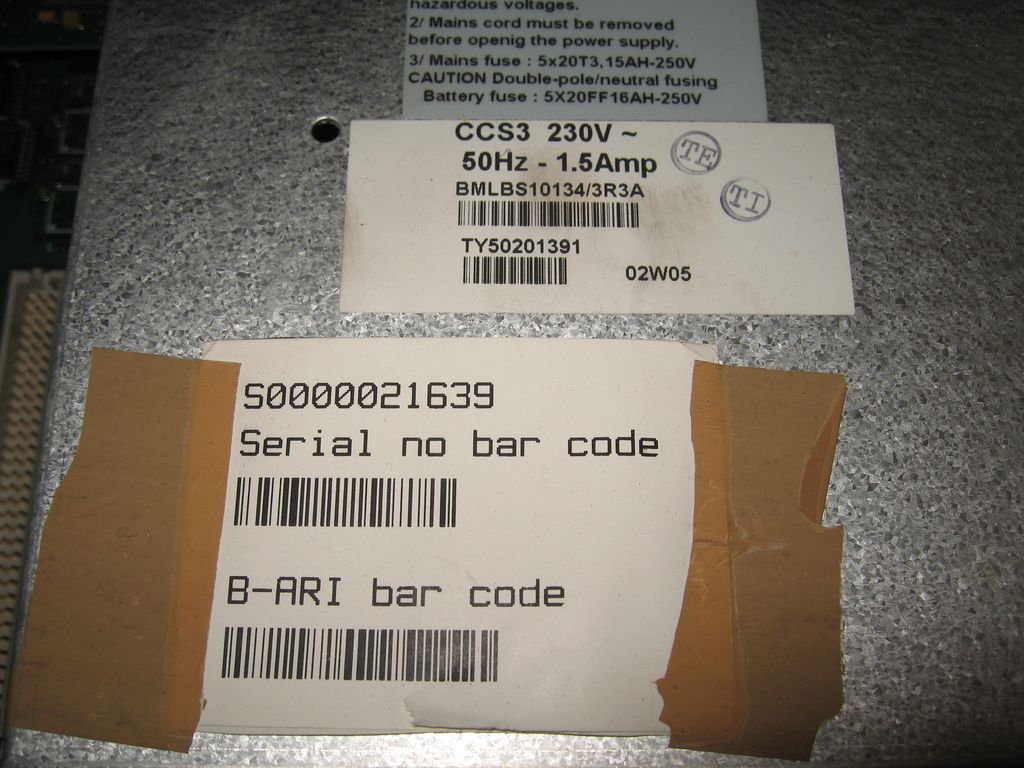 hazardous voltages.
2/ Mains cord must be removed
before openig the power supply.
3/ Mains fuse : 5x20T3,15AH-250V
CAUTION Double-pole/neutral fusing
Battery fuse : 5X20FF16AH-250V
CCS3 230V ~
50Hz - 1.5Amp
TE
BMLBS10134/3R3A
TI
TY50201391
02W05
S0000021639
Serial no bar code
B-ARI bar code